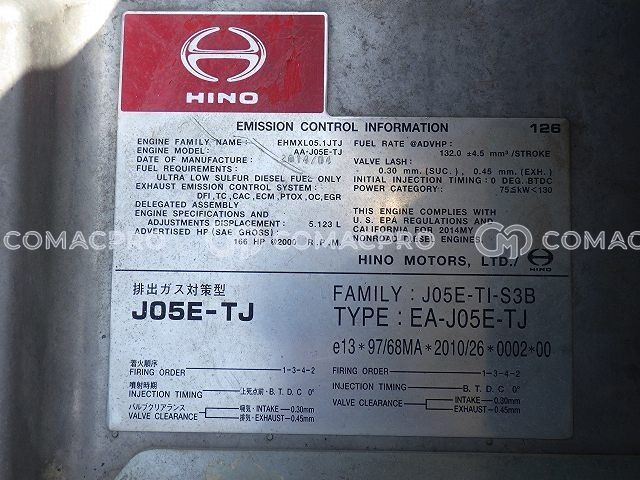 HINO
EMISSION CONTROL INFORMATION 126
ENGINE FAMILY NAME : EHMXL05.1JTJ
ENGINE MODEL: AA-J05E-TJ
DATE OF MANUFACTURE : 2014/04
FUEL REQUIREMENTS :
ULTRA LOW SULFUR DIESEL FUEL ONLY
EXHAUST EMISSION CONTROL SYSTEM :
DFI, TC, CAC, ECM, PTOX, OC, EGR
DELEGATED ASSEMBLY
ENGINE SPECIFICATIONS AND
ADJUSTMENTS DISPLACEMENT: 5.123 L
ADVERTISED HP (SAE GROSS) :
166 HP @2000 R.P.M.
FUEL RATE @ADVHP:
132.0 ±4.5 mm³/STROKE
VALVE LASH :
0.30 mm. (SUC.) , 0.45 mm. (EXH.)
INITIAL INJECTION TIMING: 0 DEG. BTDC
POWER CATEGORY: 75≦kW<130
THIS ENGINE COMPLIES WITH
U.S. EPA REGULATIONS AND
CALIFORNIA FOR 2014MY
NONROAD DIESEL ENGINES.
HINO MOTORS, LTD.
HINO
COMACPRO
COMACPRO
COMACPRO
排出ガス対策型
J05E-TJ
着火順序
FIRING ORDER 1-3-4-2
噴射時期
INJECTION TIMING 上死点前・B. T. D. C 0°
バルブクリアランス
VALVE CLEARANCE 吸気・INTAKE 0.30mm
排気・EXHAUST 0.45mm
FAMILY : J05E-TI-S3B
TYPE : EA-J05E-TJ
e13*97/68MA*2010/26*0002*00
FIRING ORDER 1-3-4-2
INJECTION TIMING B. T. D. C 0°
VALVE CLEARANCE INTAKE 0.30mm
EXHAUST 0.45mm